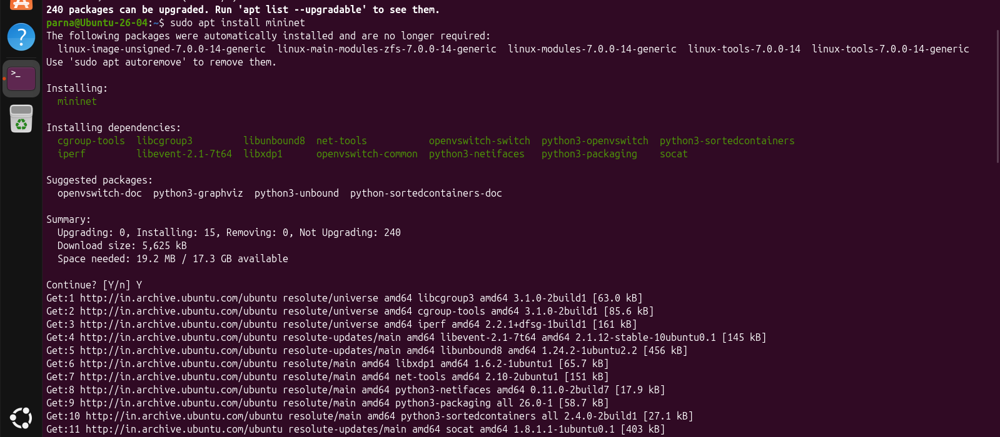 240 packages can be upgraded. Run 'apt list --upgradable' to see them.
parna@Ubuntu-26-04:~$ sudo apt install mininet
The following packages were automatically installed and are no longer required:
  linux-image-unsigned-7.0.0-14-generic  linux-main-modules-zfs-7.0.0-14-generic  linux-modules-7.0.0-14-generic  linux-tools-7.0.0-14  linux-tools-7.0.0-14-generic
Use 'sudo apt autoremove' to remove them.

Installing:
  mininet

Installing dependencies:
  cgroup-tools  libcgroup3         libunbound8  net-tools           openvswitch-switch  python3-openvswitch  python3-sortedcontainers
  iperf         libevent-2.1-7t64  libxdp1      openvswitch-common  python3-netifaces   python3-packaging    socat

Suggested packages:
  openvswitch-doc  python3-graphviz  python3-unbound  python-sortedcontainers-doc

Summary:
  Upgrading: 0, Installing: 15, Removing: 0, Not Upgrading: 240
  Download size: 5,625 kB
  Space needed: 19.2 MB / 17.3 GB available

Continue? [Y/n] Y
Get:1 http://in.archive.ubuntu.com/ubuntu resolute/universe amd64 libcgroup3 amd64 3.1.0-2build1 [63.0 kB]
Get:2 http://in.archive.ubuntu.com/ubuntu resolute/universe amd64 cgroup-tools amd64 3.1.0-2build1 [85.6 kB]
Get:3 http://in.archive.ubuntu.com/ubuntu resolute/universe amd64 iperf amd64 2.2.1+dfsg-1build1 [161 kB]
Get:4 http://in.archive.ubuntu.com/ubuntu resolute-updates/main amd64 libevent-2.1-7t64 amd64 2.1.12-stable-10ubuntu0.1 [145 kB]
Get:5 http://in.archive.ubuntu.com/ubuntu resolute-updates/main amd64 libunbound8 amd64 1.24.2-1ubuntu2.2 [456 kB]
Get:6 http://in.archive.ubuntu.com/ubuntu resolute/main amd64 libxdp1 amd64 1.6.2-1ubuntu1 [65.7 kB]
Get:7 http://in.archive.ubuntu.com/ubuntu resolute/main amd64 net-tools amd64 2.10-2ubuntu1 [151 kB]
Get:8 http://in.archive.ubuntu.com/ubuntu resolute/main amd64 python3-netifaces amd64 0.11.0-2build7 [17.9 kB]
Get:9 http://in.archive.ubuntu.com/ubuntu resolute/main amd64 python3-packaging all 26.0-1 [58.7 kB]
Get:10 http://in.archive.ubuntu.com/ubuntu resolute/main amd64 python3-sortedcontainers all 2.4.0-2build1 [27.1 kB]
Get:11 http://in.archive.ubuntu.com/ubuntu resolute-updates/main amd64 socat amd64 1.8.1.1-1ubuntu0.1 [403 kB]